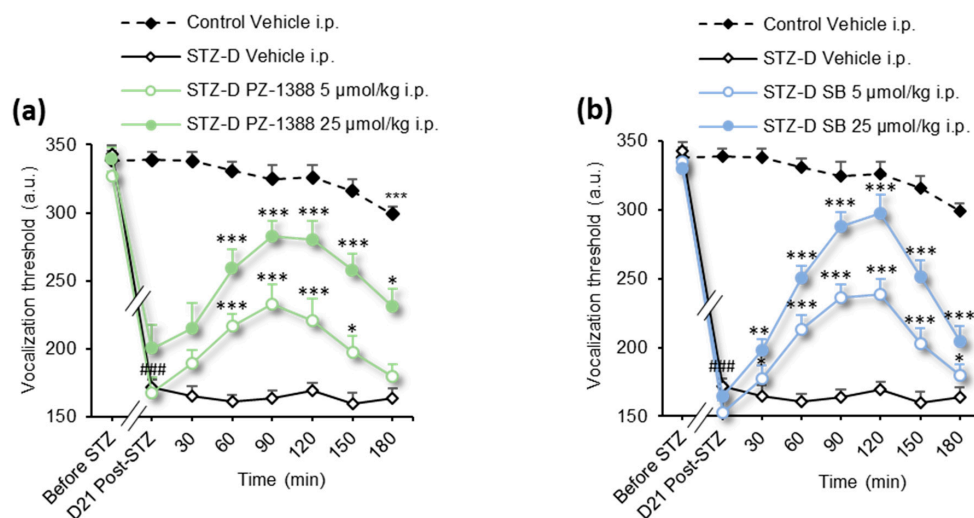 (a)
Control Vehicle i.p.
STZ-D Vehicle i.p.
STZ-D PZ-1388 5 µmol/kg i.p.
STZ-D PZ-1388 25 µmol/kg i.p.
Vocalization threshold (a.u.)
350
300
250
200
150
***
*** *** *** *** *
*** *** *** *
###
Before STZ
D21 Post-STZ
30
60
90
120
150
180
Time (min)
(b)
Control Vehicle i.p.
STZ-D Vehicle i.p.
STZ-D SB 5 µmol/kg i.p.
STZ-D SB 25 µmol/kg i.p.
Vocalization threshold (a.u.)
350
300
250
200
150
** *** *** *** *** ***
* *** *** *** *** *
###
Before STZ
D21 Post-STZ
30
60
90
120
150
180
Time (min)